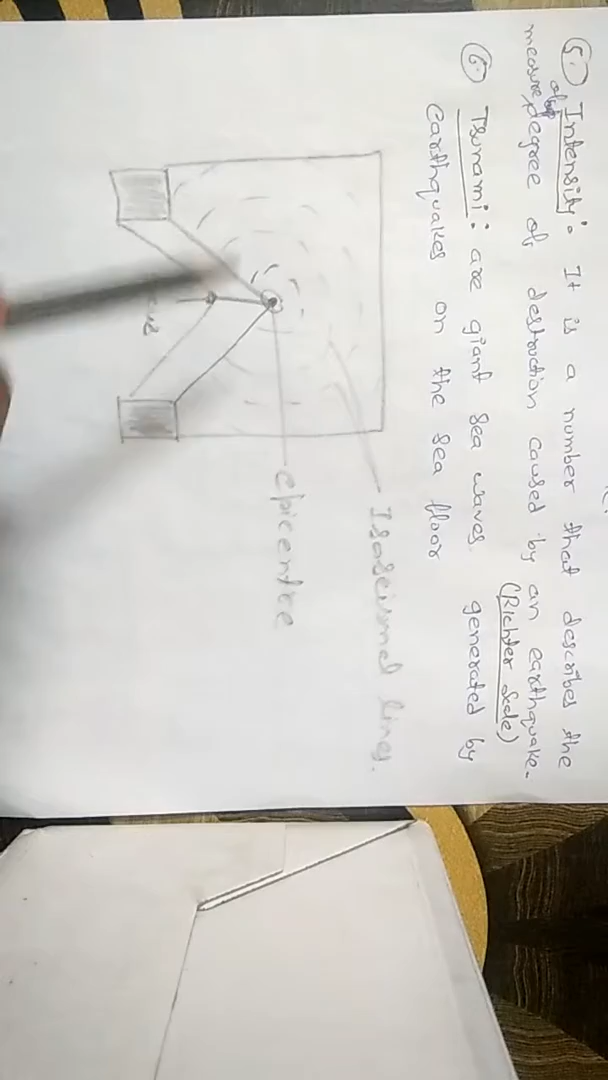 5. Intensity: It is a number that describes the
measure of degree of destruction caused by an earthquake.
(Richter Scale)
6. Tsunami: are giant sea waves generated by
earthquakes on the sea floor
Isoseismal lines.
epicentre